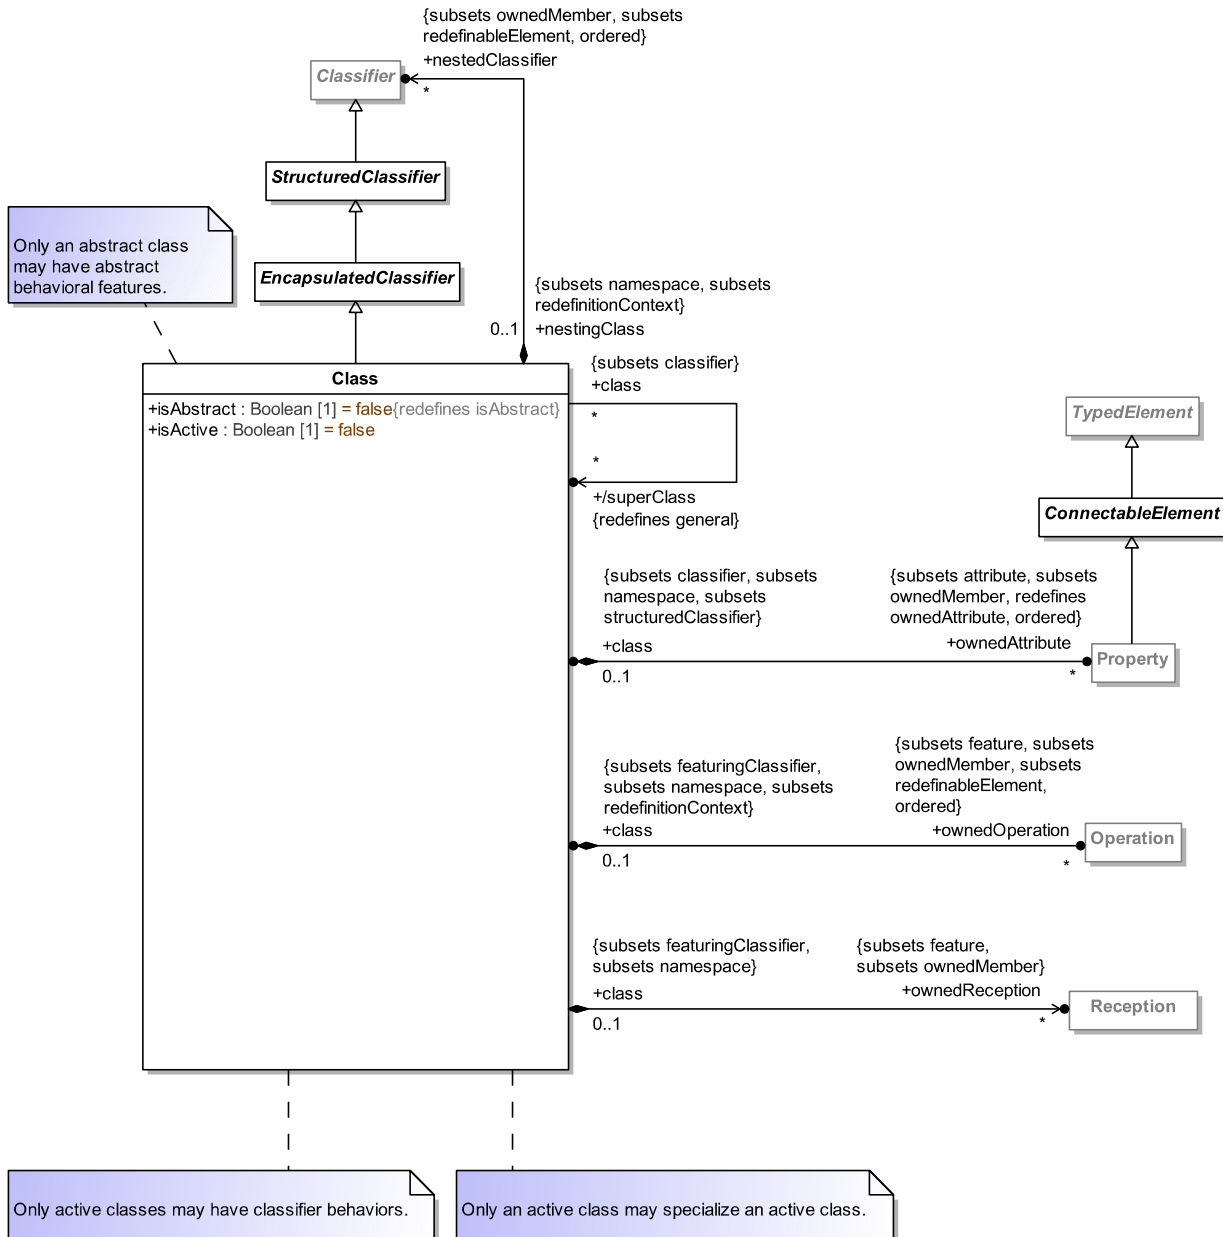 {subsets ownedMember, subsets
redefinableElement, ordered}
+nestedClassifier
*
Classifier
StructuredClassifier
Only an abstract class
may have abstract
behavioral features.
EncapsulatedClassifier
{subsets namespace, subsets
redefinitionContext}
0..1 +nestingClass
Class
+isAbstract : Boolean [1] = false{redefines isAbstract}
+isActive : Boolean [1] = false
{subsets classifier}
+class
*
*
+/superClass
{redefines general}
TypedElement
ConnectableElement
{subsets classifier, subsets
namespace, subsets
structuredClassifier}
+class
0..1
{subsets attribute, subsets
ownedMember, redefines
ownedAttribute, ordered}
+ownedAttribute
*
Property
{subsets featuringClassifier,
subsets namespace, subsets
redefinitionContext}
+class
0..1
{subsets feature, subsets
ownedMember, subsets
redefinableElement,
ordered}
+ownedOperation
*
Operation
{subsets featuringClassifier,
subsets namespace}
+class
0..1
{subsets feature,
subsets ownedMember}
+ownedReception
*
Reception
Only active classes may have classifier behaviors.
Only an active class may specialize an active class.